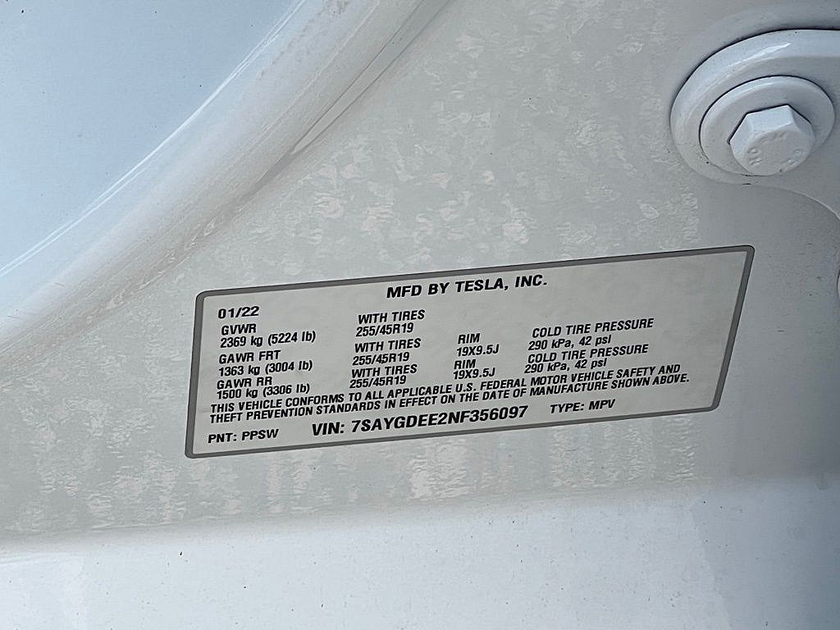 MFD BY TESLA, INC.
01/22
GVWR WITH TIRES
2369 kg (5224 lb) 255/45R19
GAWR FRT WITH TIRES RIM COLD TIRE PRESSURE
1363 kg (3004 lb) 255/45R19 19X9.5J 290 kPa, 42 psi
GAWR RR WITH TIRES RIM COLD TIRE PRESSURE
1500 kg (3306 lb) 255/45R19 19X9.5J 290 kPa, 42 psi
THIS VEHICLE CONFORMS TO ALL APPLICABLE U.S. FEDERAL MOTOR VEHICLE SAFETY AND
THEFT PREVENTION STANDARDS IN EFFECT ON THE DATE OF MANUFACTURE SHOWN ABOVE.
PNT: PPSW VIN: 7SAYGDEE2NF356097 TYPE: MPV